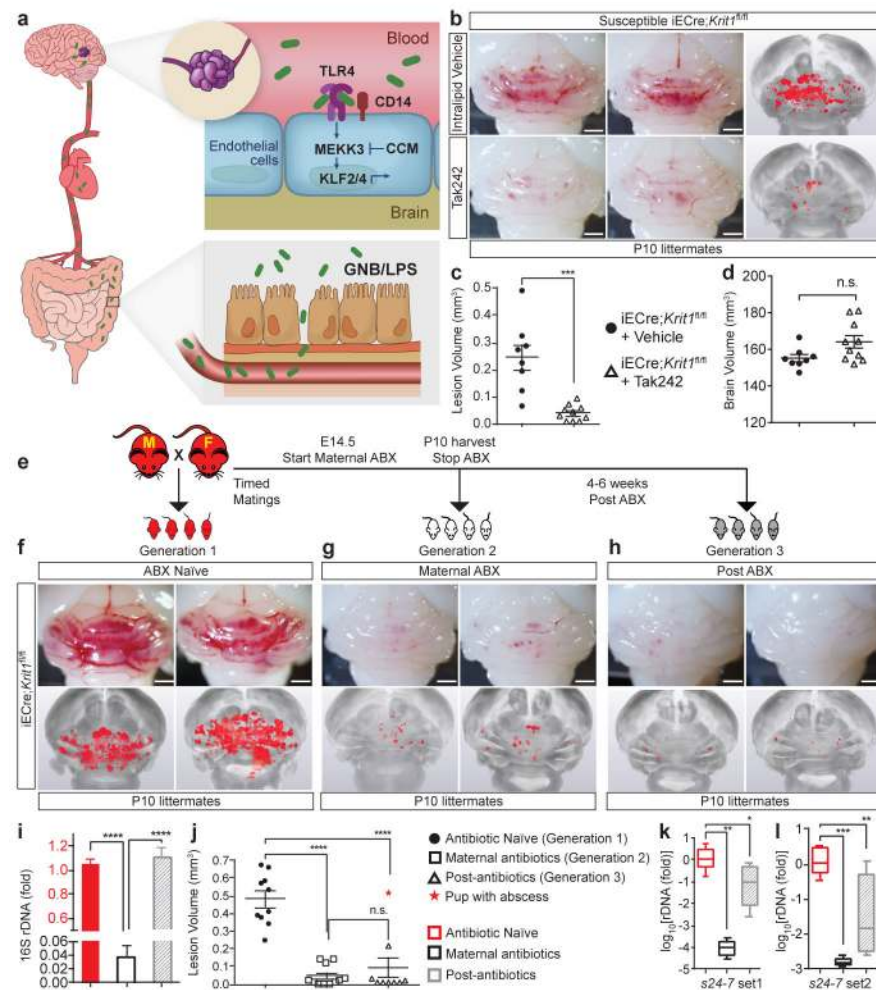 a
Blood
TLR4
CD14
Endothelial
cells
MEKK3
CCM
KLF2/4
Brain
GNB/LPS
b
Susceptible iECre;Krit1fl/fl
Intralipid Vehicle
Tak242
P10 littermates
c
***
Lesion Volume (mm³)
0.5
0.4
0.3
0.2
0.1
0.0
iECre;Krit1fl/fl
+ Vehicle
iECre;Krit1fl/fl
+ Tak242
d
n.s.
Brain Volume (mm³)
200
180
160
140
120
e
M
X
F
E14.5
Start Maternal ABX
P10 harvest
Stop ABX
Timed
Matings
4-6 weeks
Post ABX
f
Generation 1
ABX Naïve
g
Generation 2
Maternal ABX
h
Generation 3
Post ABX
iECre;Krit1fl/fl
P10 littermates
P10 littermates
P10 littermates
i
****
****
16S rDNA (fold)
1.2
1.0
0.8
0.6
0.06
0.04
0.02
0.00
j
****
****
n.s.
Lesion Volume (mm³)
0.8
0.7
0.6
0.5
0.4
0.3
0.2
0.1
0.0
Antibiotic Naïve (Generation 1)
Maternal antibiotics (Generation 2)
Post-antibiotics (Generation 3)
Pup with abscess
Antibiotic Naïve
Maternal antibiotics
Post-antibiotics
k
*
**
log10[rDNA (fold)]
1
0
-1
-2
-3
-4
-5
s24-7 set1
l
**
***
log10[rDNA (fold)]
1
0
-1
-2
-3
s24-7 set2